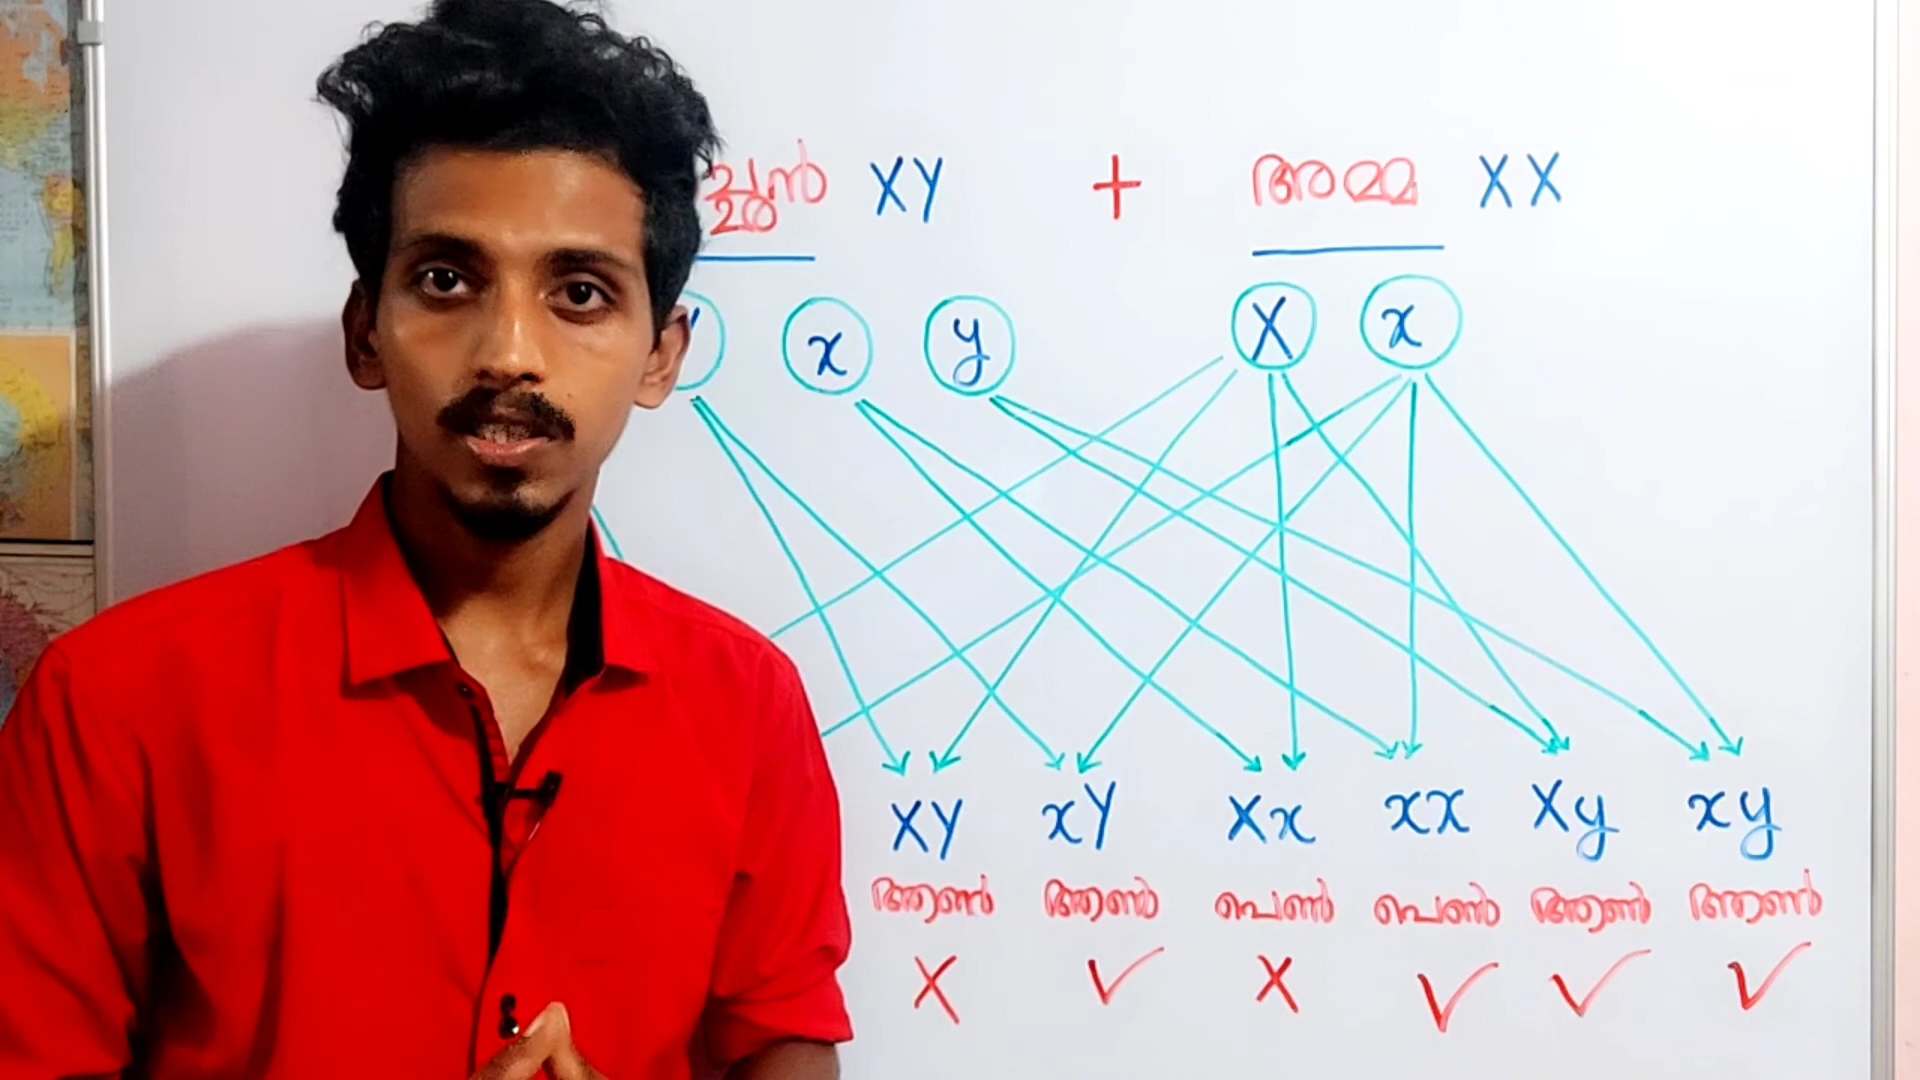 XY + അമ്മ XX
x y X x
XY xY Xx xx Xy xy
ആൺ ആൺ പെൺ പെൺ ആൺ ആൺ
X ✓ X ✓ ✓ ✓